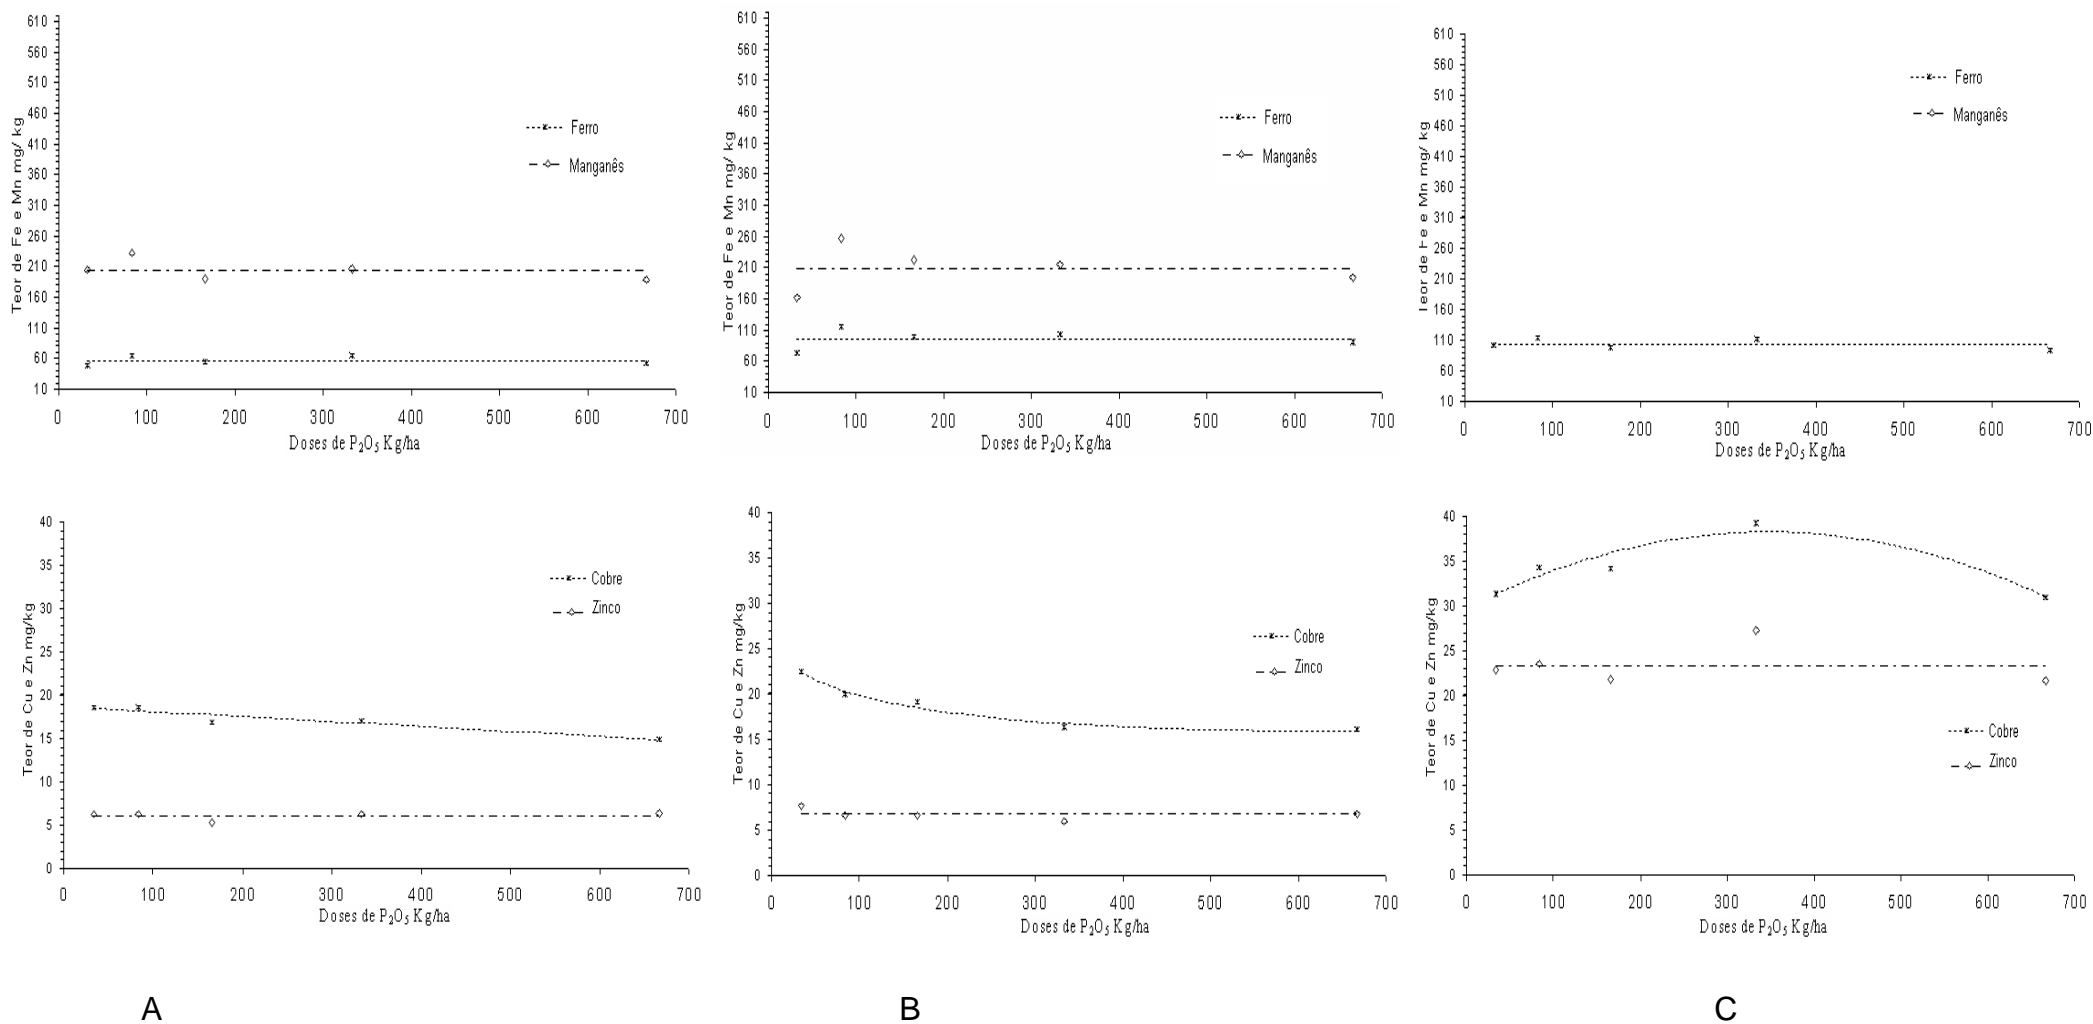 Teor de Fe e Mn mg/ kg
610
560
510
460
410
360
310
260
210
160
110
60
10
0 100 200 300 400 500 600 700
Doses de P₂O₅ Kg/ha
Ferro
Manganês
Teor de Fe e Mn mg/ kg
610
560
510
460
410
360
310
260
210
160
110
60
10
0 100 200 300 400 500 600 700
Doses de P₂O₅ Kg/ha
Ferro
Manganês
Teor de Fe e Mn mg/ kg
610
560
510
460
410
360
310
260
210
160
110
60
10
0 100 200 300 400 500 600 700
Doses de P₂O₅ Kg/ha
Ferro
Manganês
Teor de Cu e Zn mg/kg
40
35
30
25
20
15
10
5
0
0 100 200 300 400 500 600 700
Doses de P₂O₅ Kg/ha
Cobre
Zinco
Teor de Cu e Zn mg/kg
40
35
30
25
20
15
10
5
0
0 100 200 300 400 500 600 700
Doses de P₂O₅ Kg/ha
Cobre
Zinco
Teor de Cu e Zn mg/kg
40
35
30
25
20
15
10
5
0
0 100 200 300 400 500 600 700
Doses de P₂O₅ Kg/ha
Cobre
Zinco
A B C